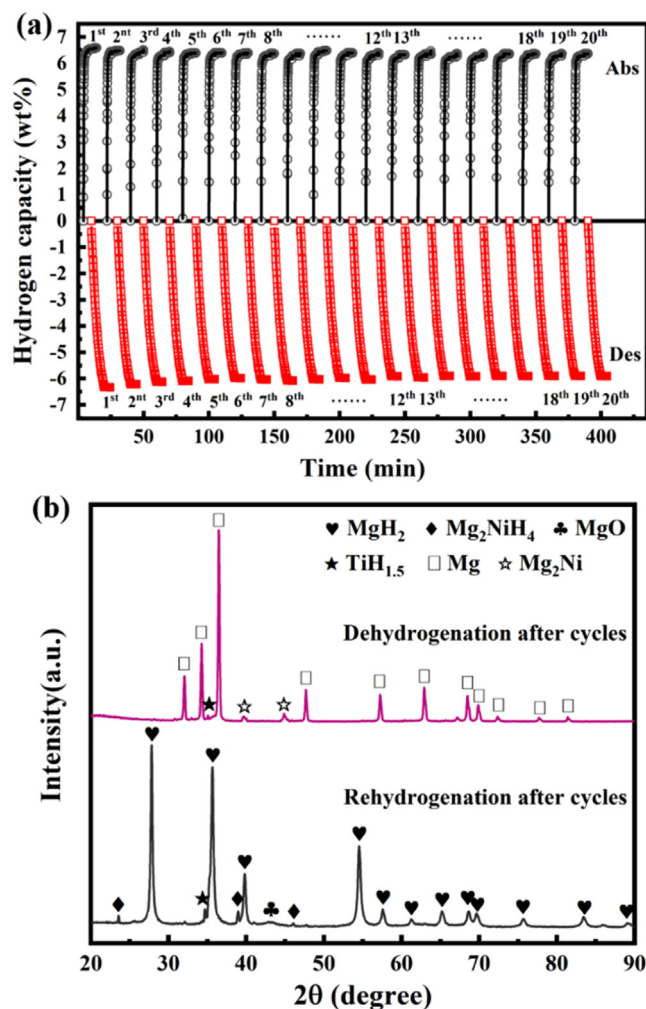 (a)
1st 2nd 3rd 4th 5th 6th 7th 8th ...... 12th 13th ...... 18th 19th 20th
Abs
Hydrogen capacity (wt%)
7
6
5
4
3
2
1
0
-1
-2
-3
-4
-5
-6
-7
Des
1st 2nd 3rd 4th 5th 6th 7th 8th ...... 12th 13th ...... 18th 19th 20th
50 100 150 200 250 300 350 400
Time (min)
(b)
♥ MgH2 ♦ Mg2NiH4 ♣ MgO
★ TiH1.5 □ Mg ☆ Mg2Ni
Dehydrogenation after cycles
Intensity(a.u.)
Rehydrogenation after cycles
20 30 40 50 60 70 80 90
2θ (degree)